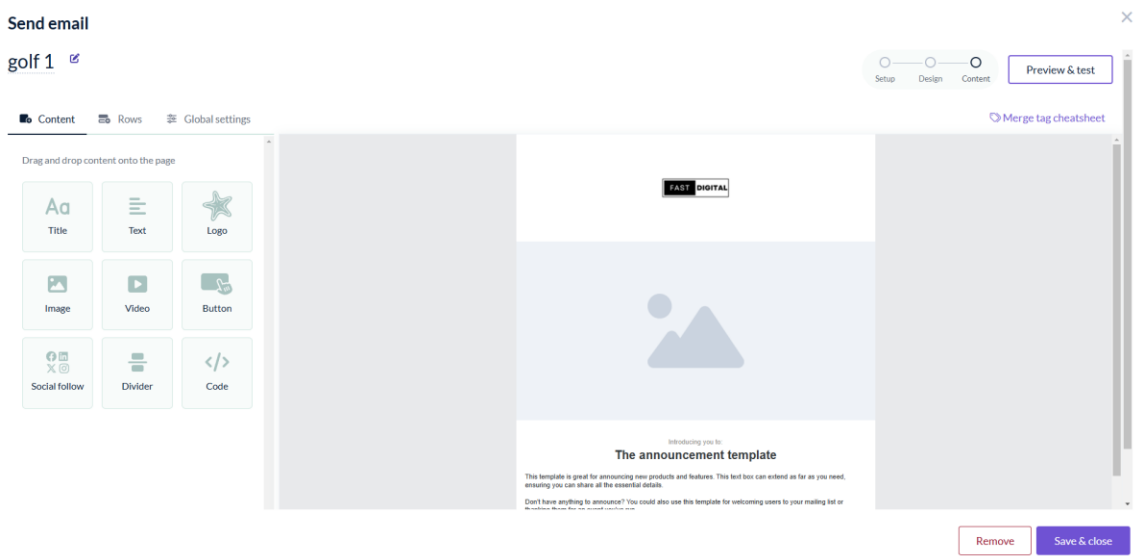 Send email
golf 1
Setup
Design
Content
Preview & test
Content
Rows
Global settings
Merge tag cheatsheet
Drag and drop content onto the page
Aa
Title
Text
Logo
Image
Video
Button
Social follow
Divider
Code
FAST DIGITAL
Introducing you to:
The announcement template
This template is great for announcing new products and features. This text box can extend as far as you need,
ensuring you can share all the essential details.
Don't have anything to announce? You could also use this template for welcoming users to your mailing list or
Remove
Save & close